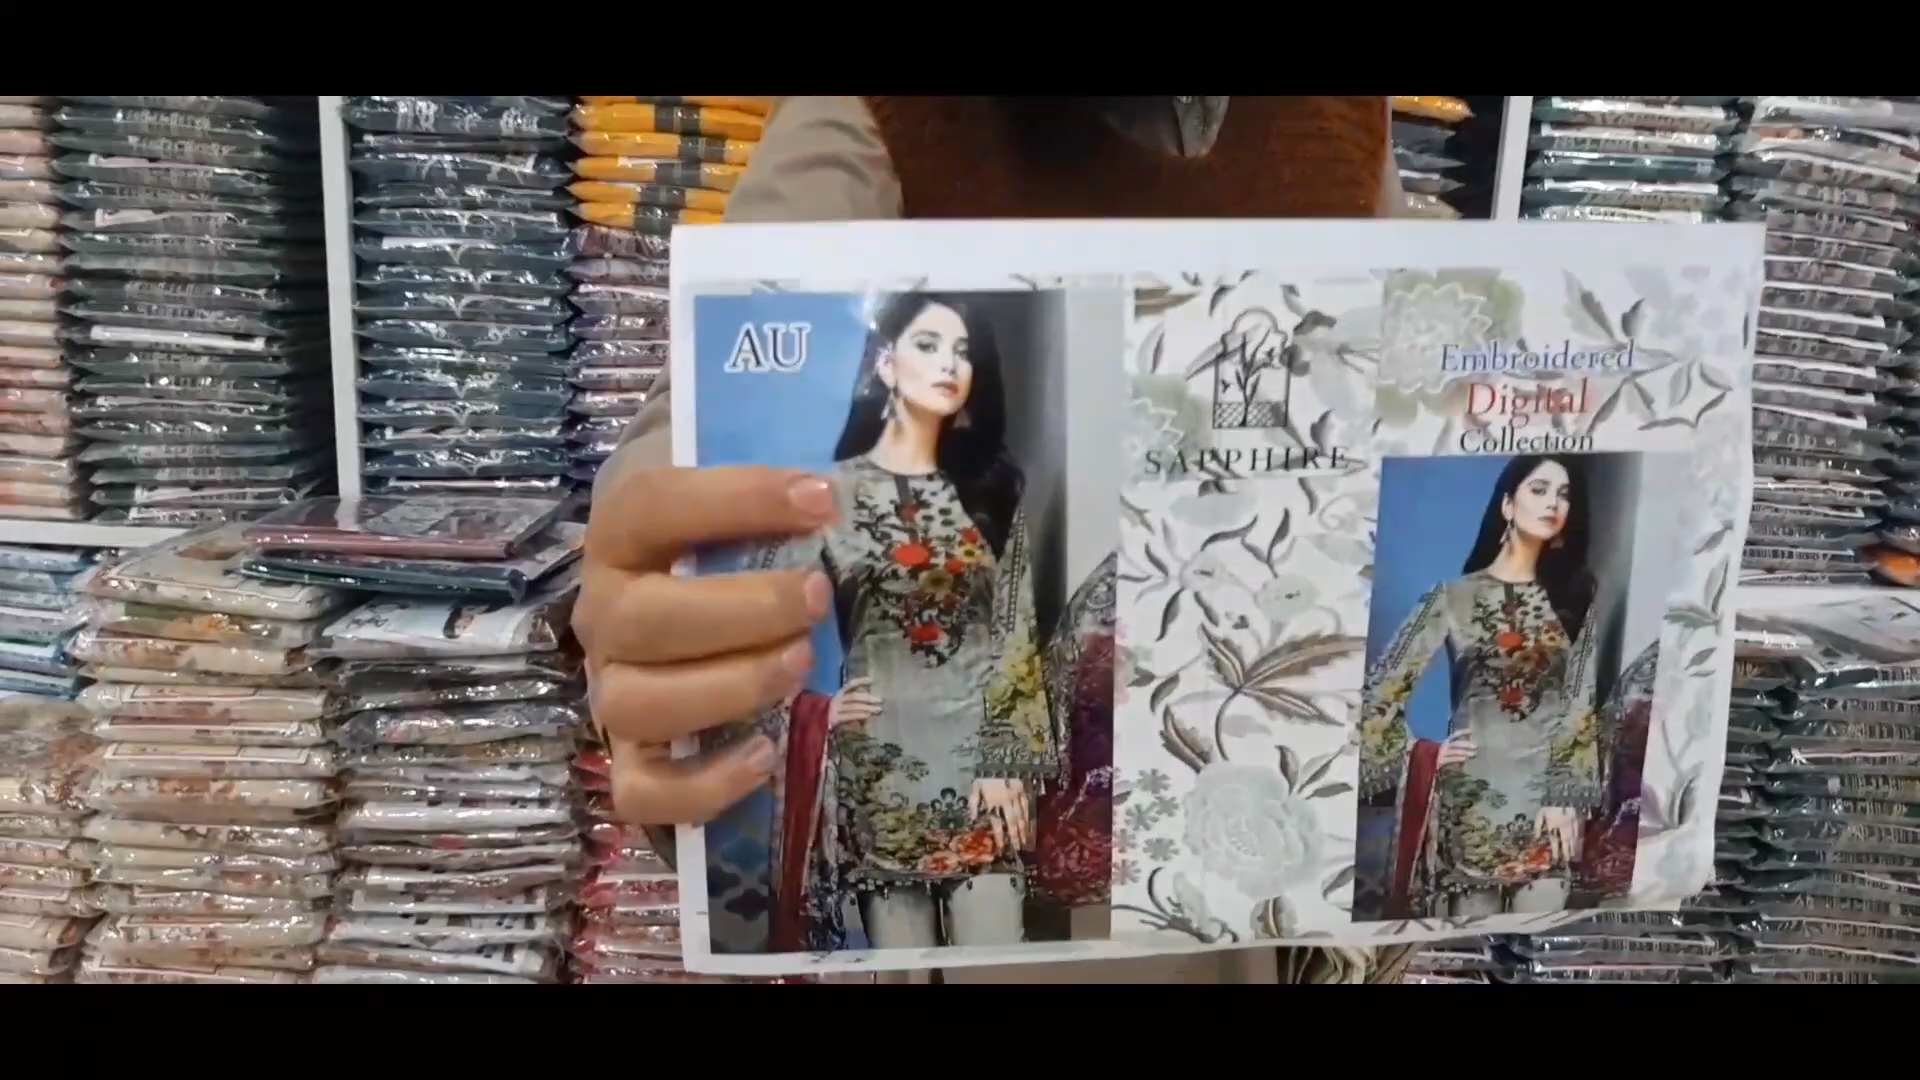 AU
SAPPHIRE
Embroidered
Digital
Collection